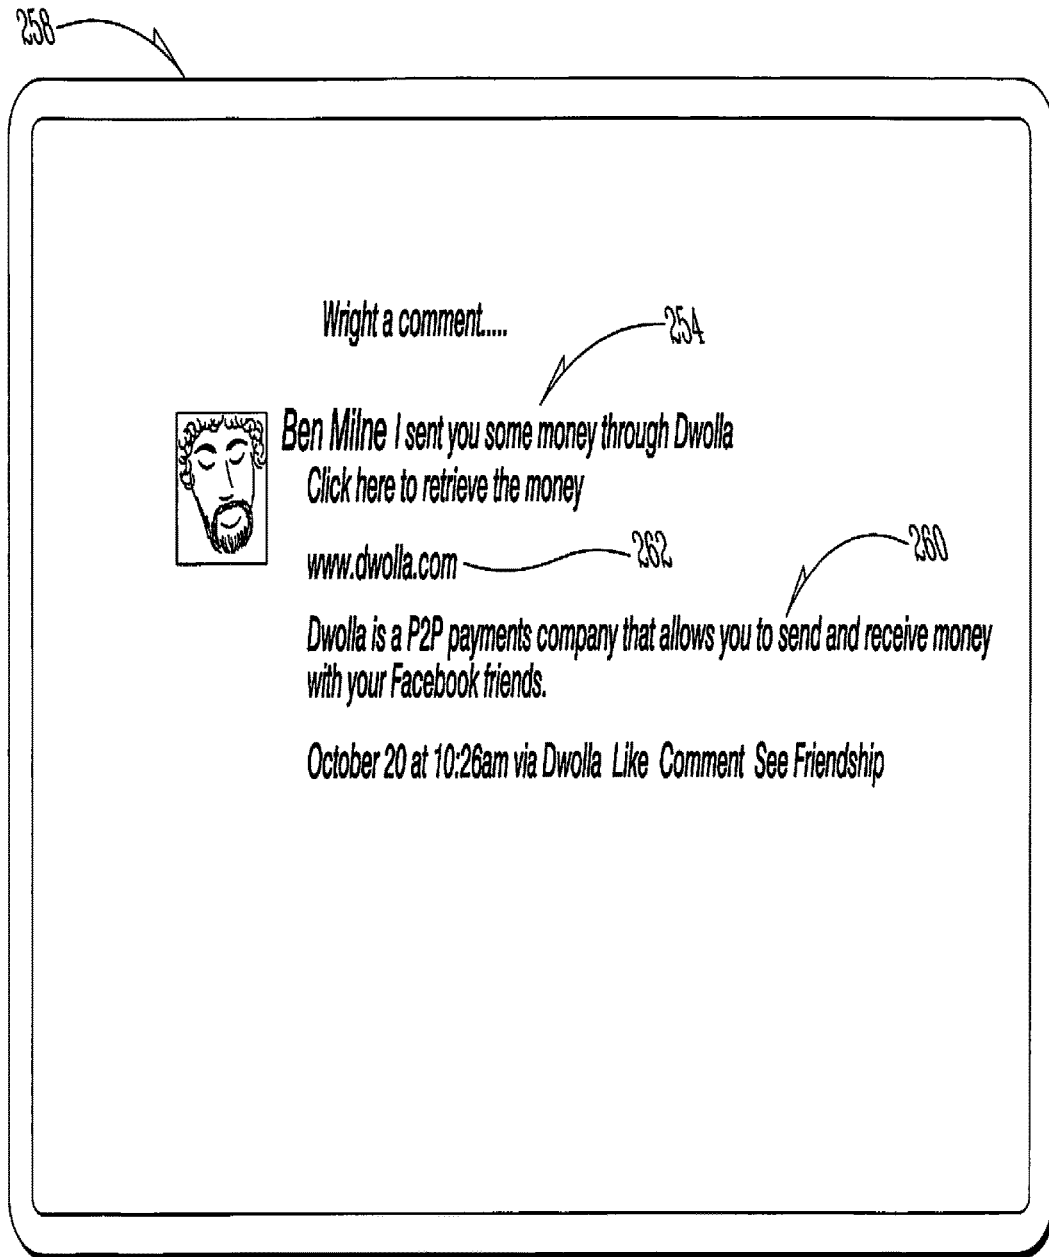 258
Wright a comment.....
254
Ben Milne I sent you some money through Dwolla
Click here to retrieve the money
www.dwolla.com
262
260
Dwolla is a P2P payments company that allows you to send and receive money
with your Facebook friends.
October 20 at 10:26am via Dwolla Like Comment See Friendship